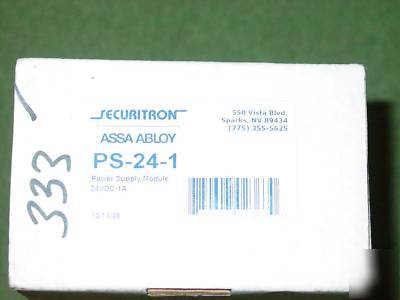 SECURITRON
ASSA ABLOY
PS-24-1
Power Supply Module
24VDC-1A
550 Vista Blvd.
Sparks, NV 89434
(775) 355-5625
333